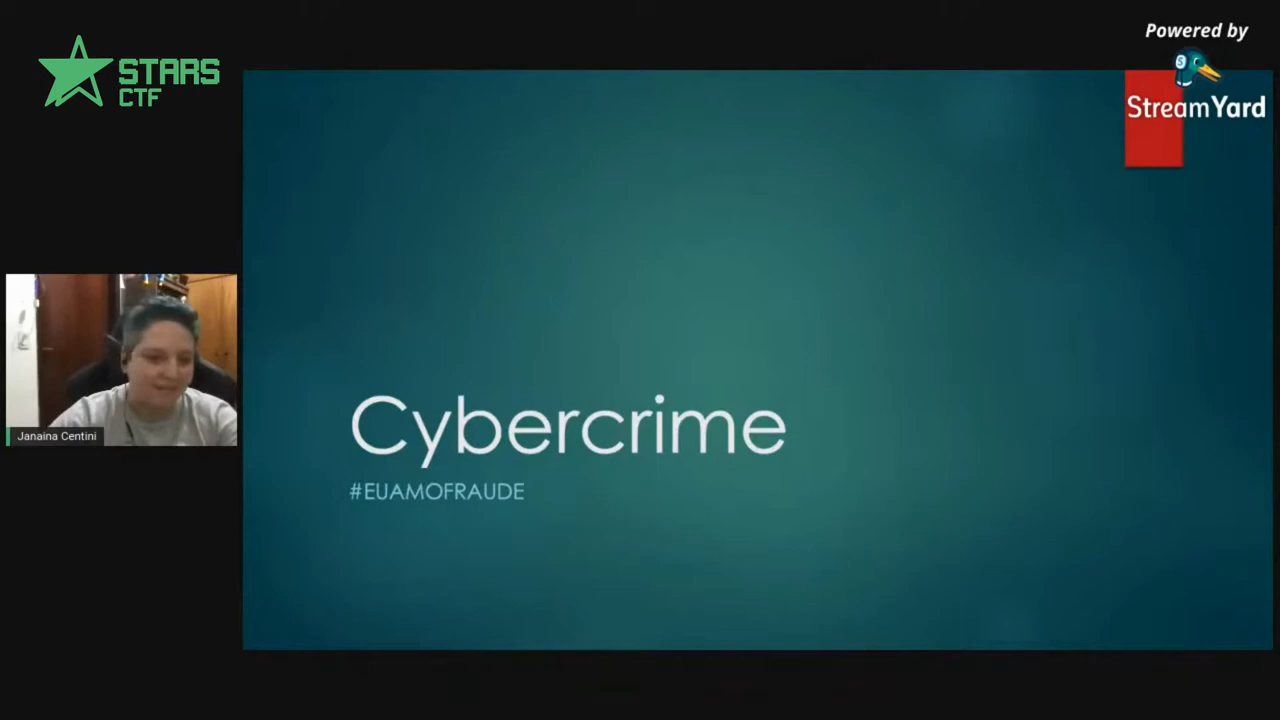 Powered by
STARS
CTF
StreamYard
Cybercrime
#EUAMOFRAUDE
Janaina Centini